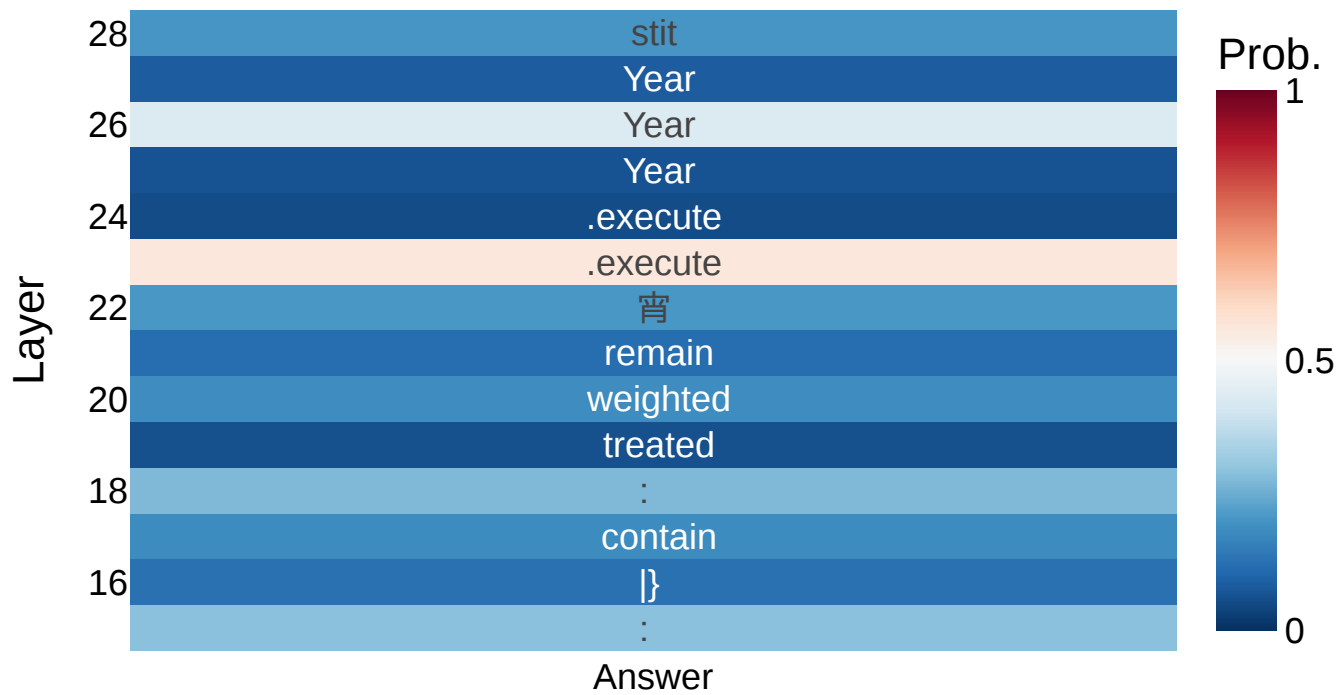 28 stit
Year
26 Year
Year
24 .execute
.execute
22 宵
remain
20 weighted
treated
18 :
contain
16 |}
:
Answer
Layer
Prob.
1
0.5
0